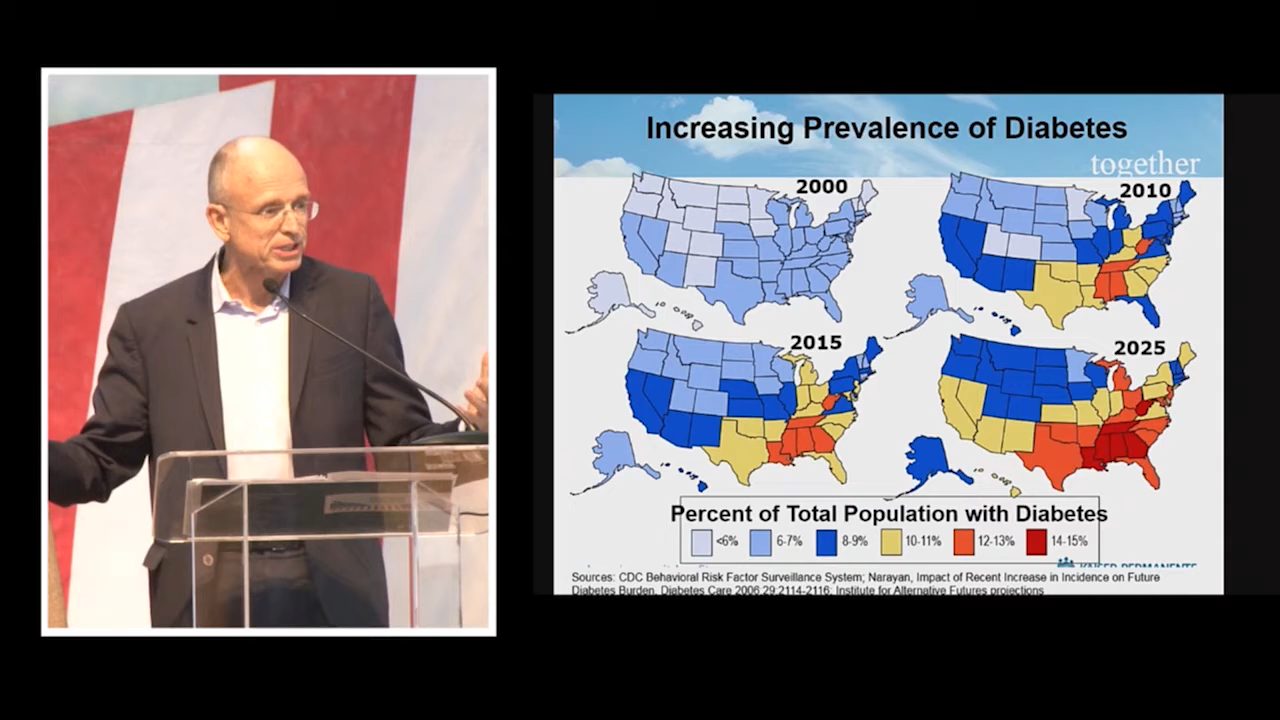 Increasing Prevalence of Diabetes
together
2000
2010
2015
2025
Percent of Total Population with Diabetes
<6%
6-7%
8-9%
10-11%
12-13%
14-15%
KAISER PERMANENTE
Sources: CDC Behavioral Risk Factor Surveillance System; Narayan, Impact of Recent Increase in Incidence on Future
Diabetes Burden, Diabetes Care 2006 29:2114-2116; Institute for Alternative Futures projections